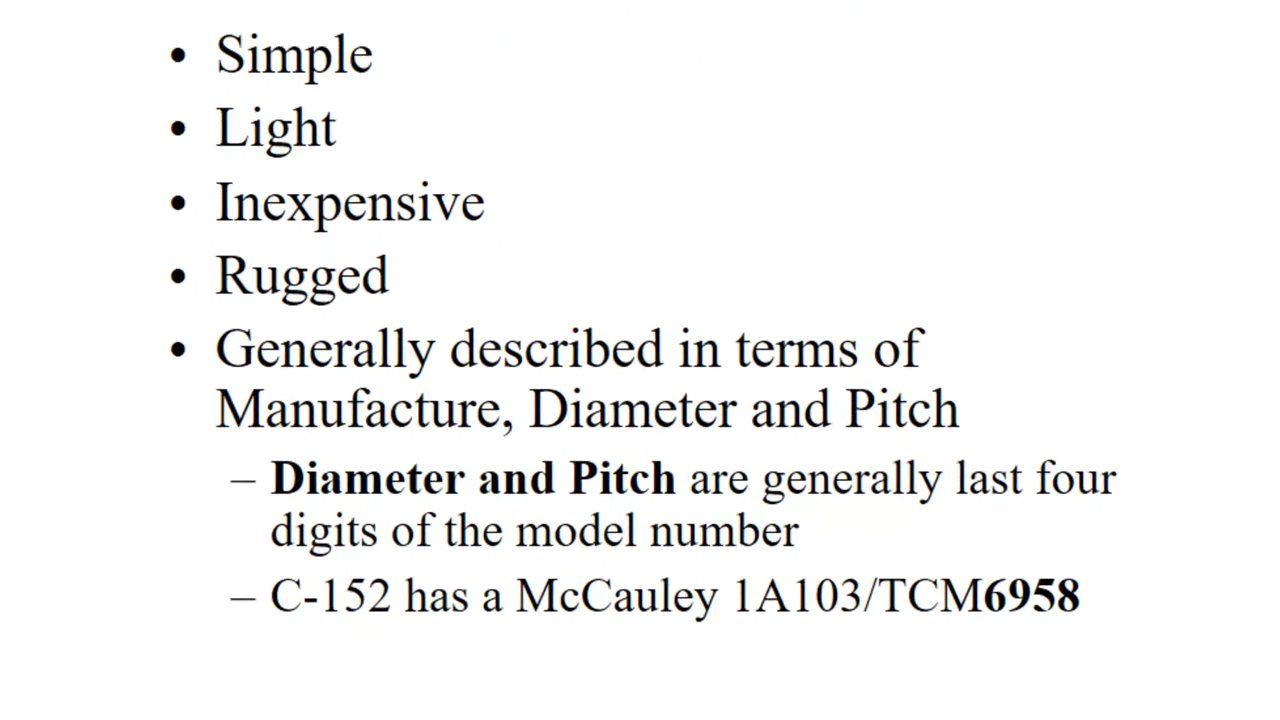 • Simple
• Light
• Inexpensive
• Rugged
• Generally described in terms of
Manufacture, Diameter and Pitch
– Diameter and Pitch are generally last four
digits of the model number
– C-152 has a McCauley 1A103/TCM6958